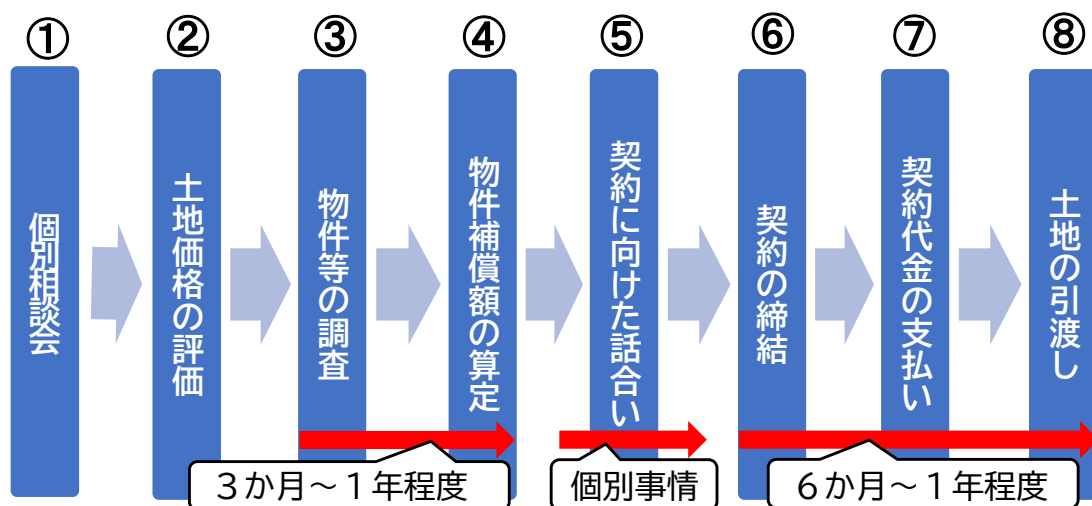 ①
②
③
④
⑤
⑥
⑦
⑧
個別相談会
土地価格の評価
物件等の調査
物件補償額の算定
契約に向けた話合い
契約の締結
契約代金の支払い
土地の引渡し
３か月～１年程度
個別事情
６か月～１年程度